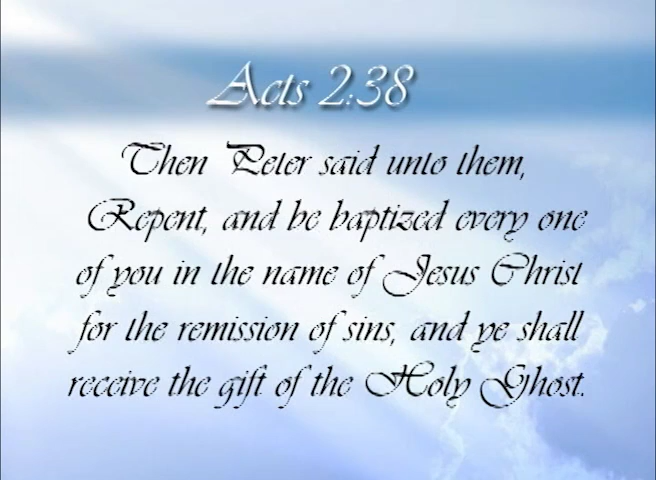 Acts 2:38
Then Peter said unto them,
Repent, and be baptized every one
of you in the name of Jesus Christ
for the remission of sins, and ye shall
receive the gift of the Holy Ghost.